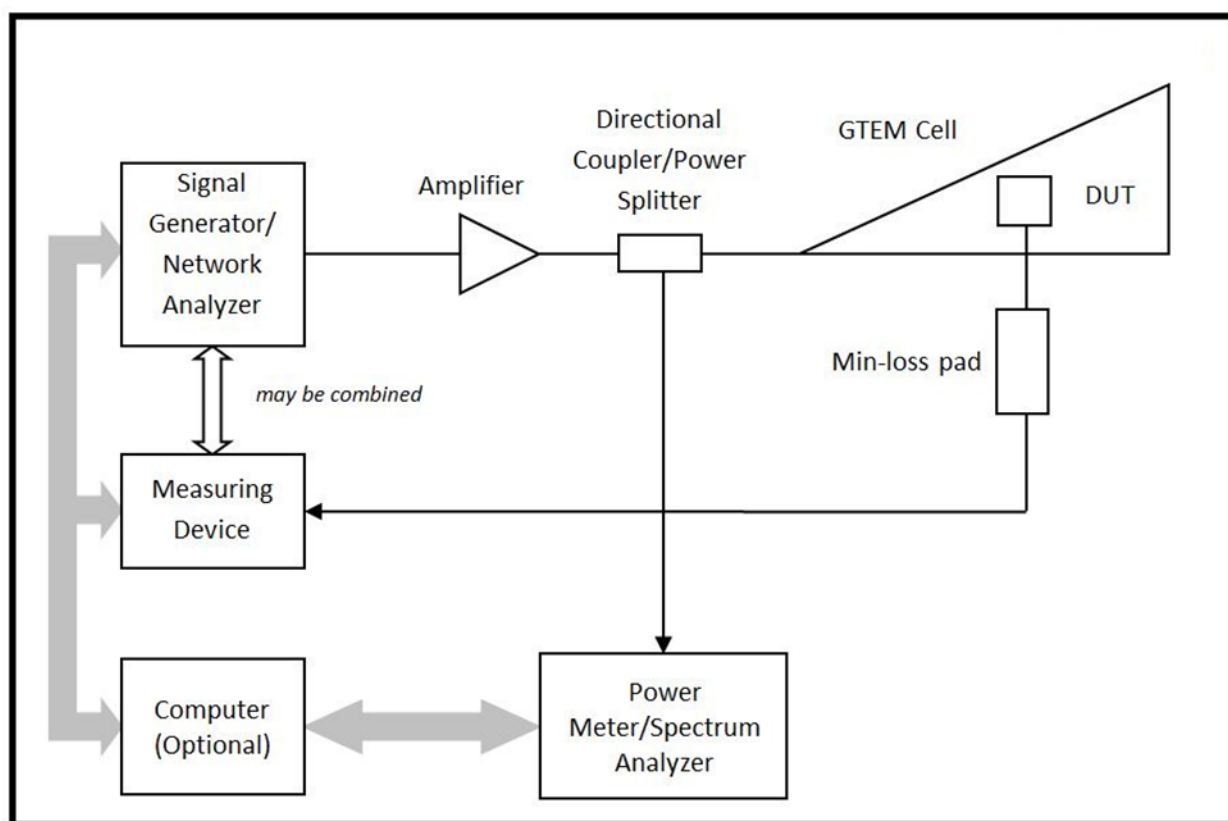 Signal
Generator/
Network
Analyzer
Amplifier
Directional
Coupler/Power
Splitter
GTEM Cell
DUT
Min-loss pad
may be combined
Measuring
Device
Computer
(Optional)
Power
Meter/Spectrum
Analyzer